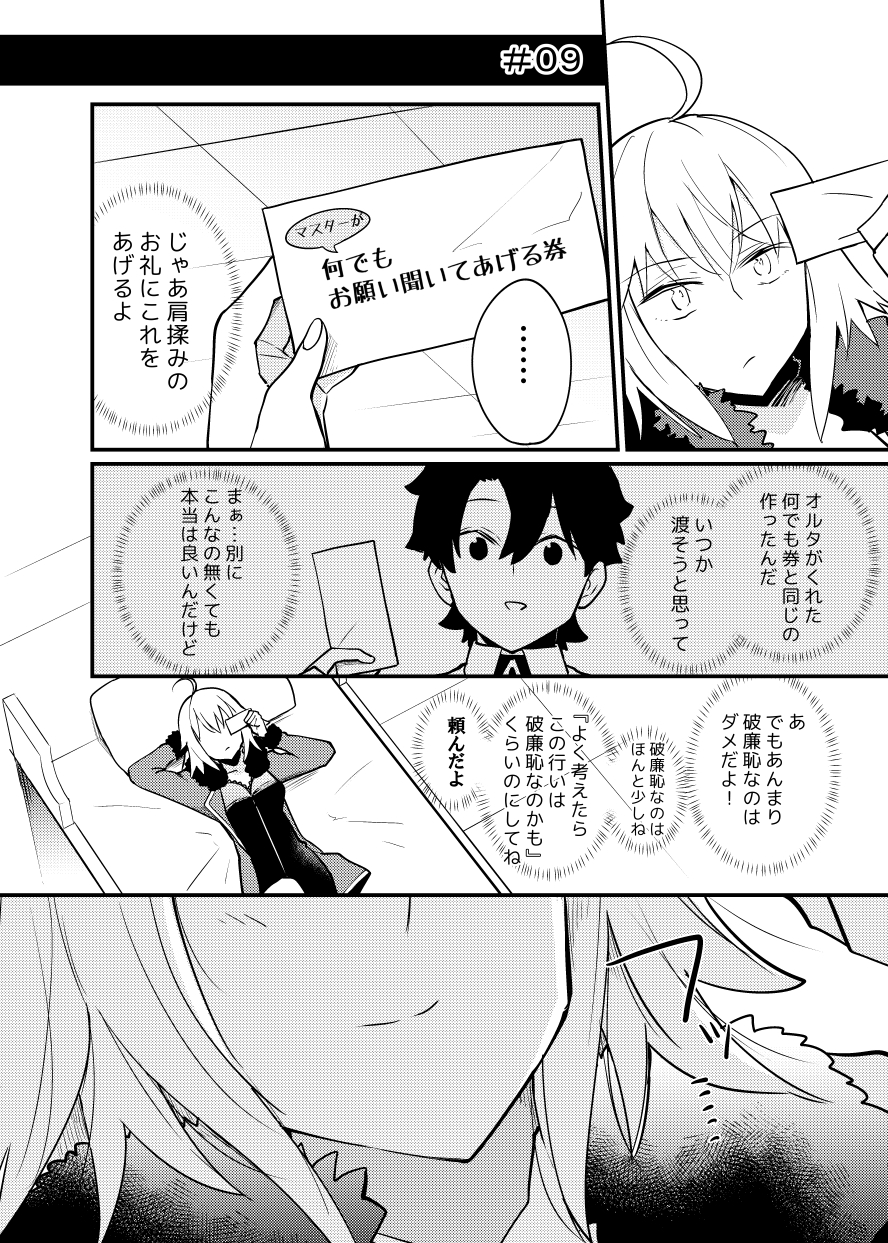 #09
……
マスターが
何でも
お願い聞いてあげる券
じゃあ肩揉みの
お礼にこれを
あげるよ
オルタがくれた
何でも券と同じの
作ったんだ
いつか
渡そうと思って
まぁ…別に
こんなの無くても
本当は良いんだけど
あ
でもあんまり
破廉恥なのは
ダメだよ！
破廉恥なのは
ほんと少しね
『よく考えたら
この行いは
破廉恥なのかも』
くらいのにしてね
頼んだよ
フッ